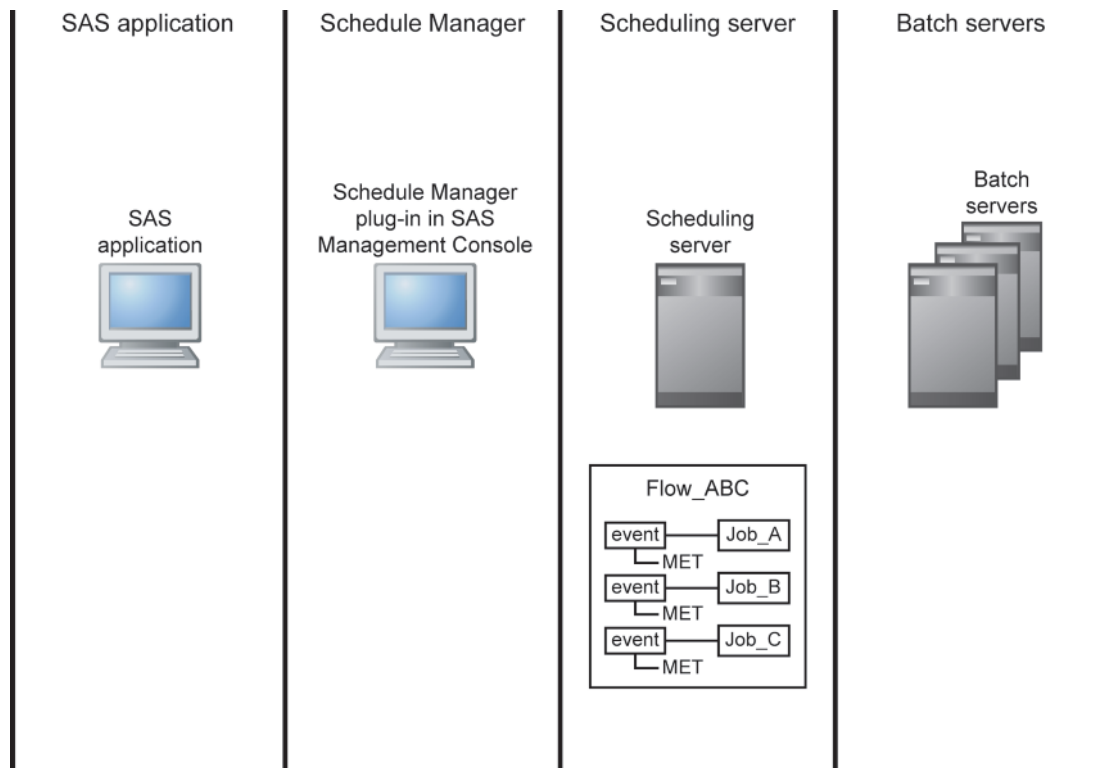 SAS application
Schedule Manager
Scheduling server
Batch servers
SAS
application
Schedule Manager
plug-in in SAS
Management Console
Scheduling
server
Batch
servers
Flow_ABC
event
Job_A
MET
event
Job_B
MET
event
Job_C
MET